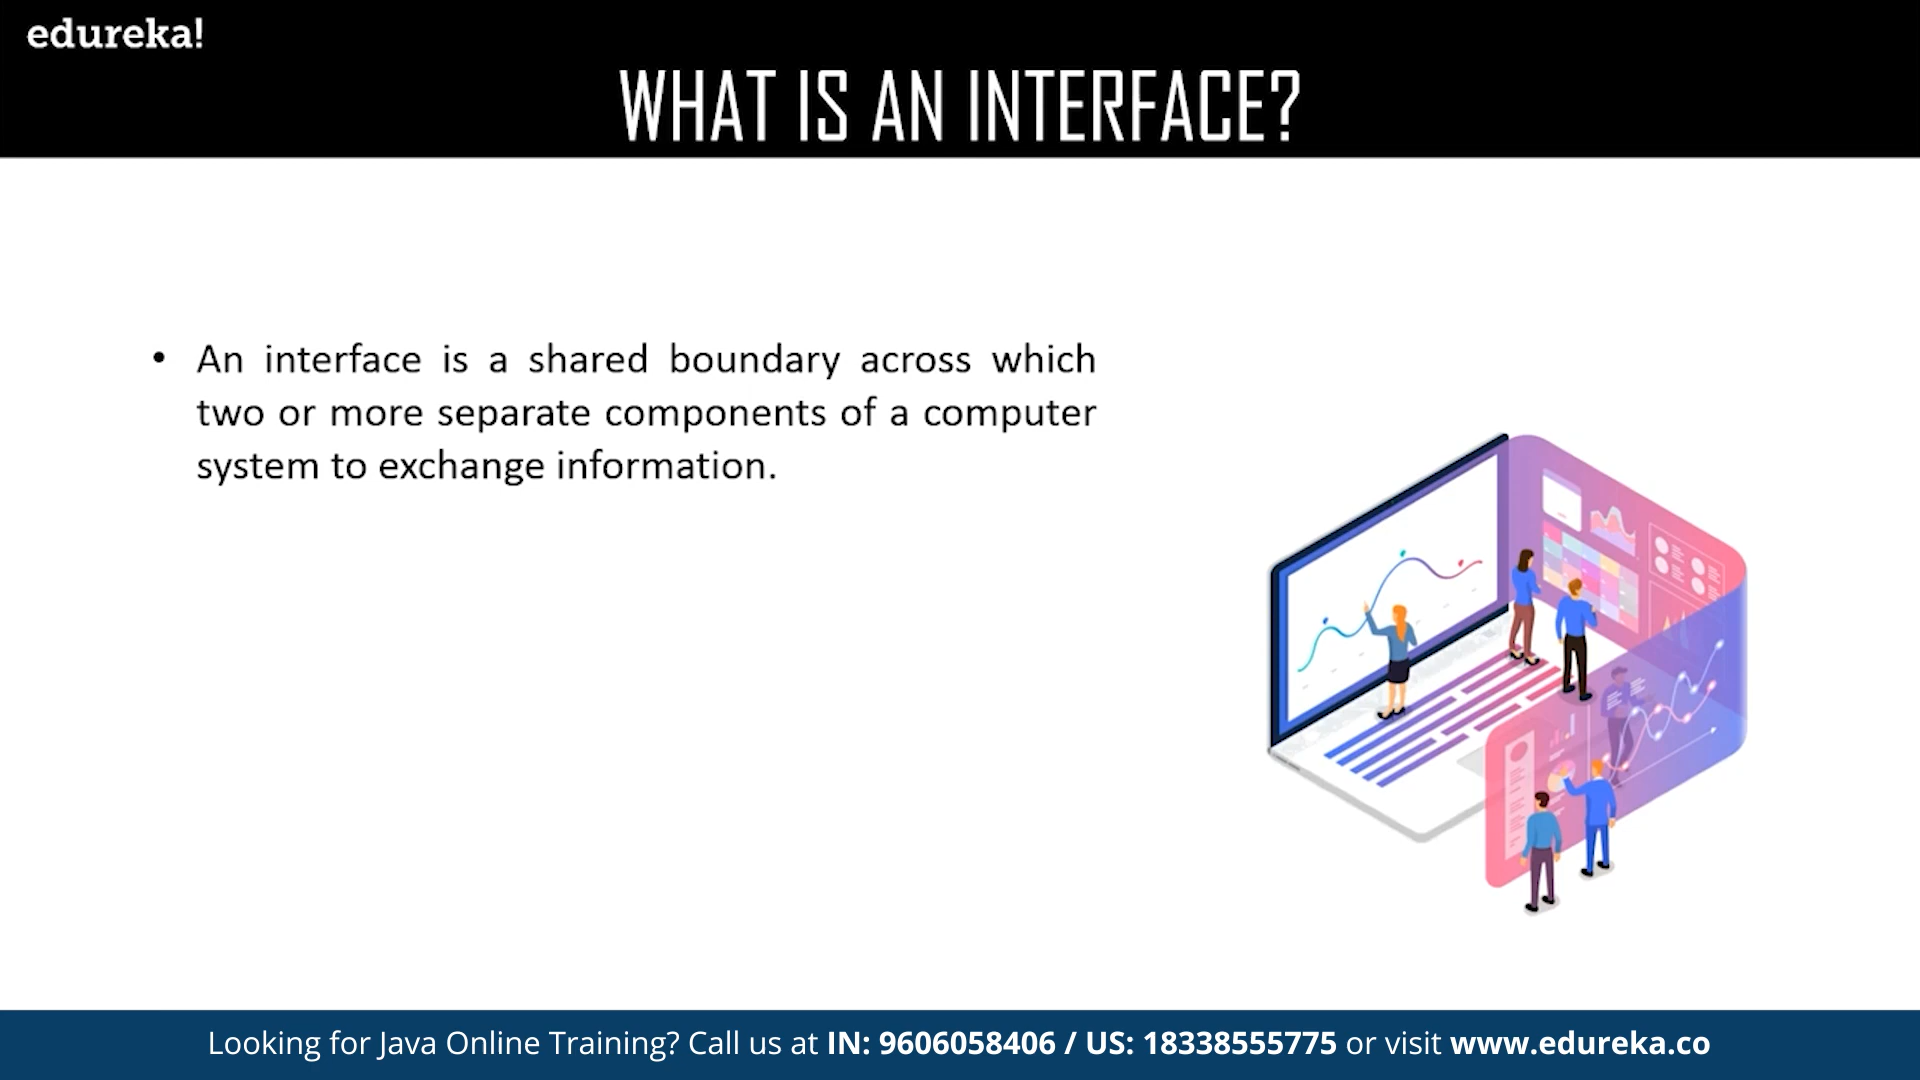 edureka!
WHAT IS AN INTERFACE?
• An interface is a shared boundary across which
two or more separate components of a computer
system to exchange information.
Looking for Java Online Training? Call us at IN: 9606058406 / US: 18338555775 or visit www.edureka.co